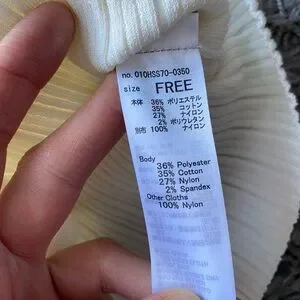 no. 010HSS70-0350
size FREE
本体 36% ポリエステル
35% コットン
27% ナイロン
2% ポリウレタン
別布 100% ナイロン
Body
36% Polyester
35% Cotton
27% Nylon
2% Spandex
Other Cloths
100% Nylon